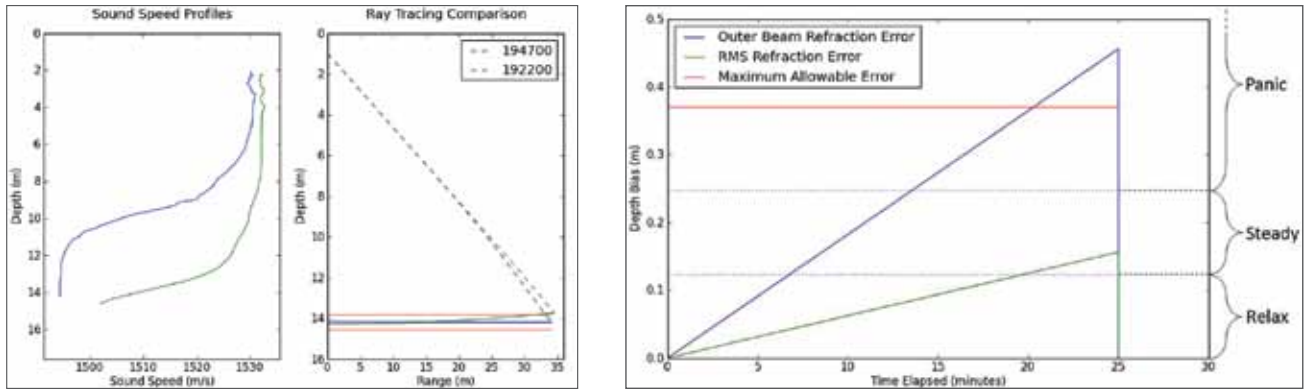 Sound Speed Profiles
0
2
4
6
8
10
12
14
16
Depth (m)
1500 1510 1520 1530
Sound Speed (m/s)
Ray Tracing Comparison
0
2
4
6
8
10
12
14
16
Depth (m)
194700
192200
0 5 10 15 20 25 30 35
Range (m)
0.5
0.4
0.3
0.2
0.1
0.0
Depth Bias (m)
Outer Beam Refraction Error
RMS Refraction Error
Maximum Allowable Error
0 5 10 15 20 25 30
Time Elapsed (minutes)
Panic
Steady
Relax